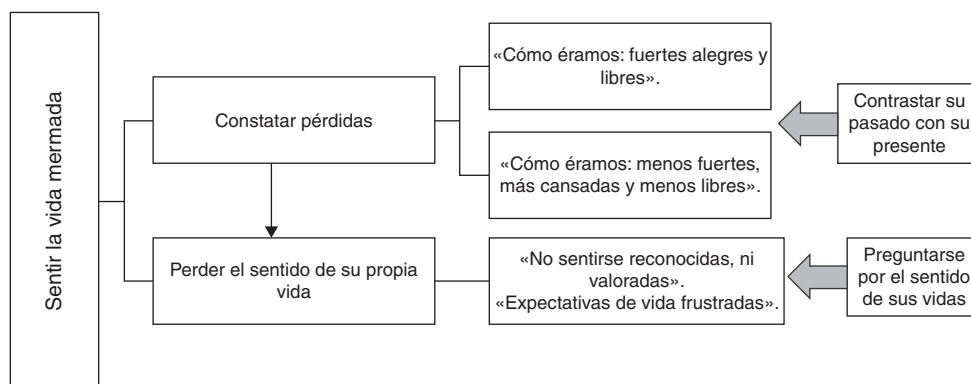 Sentir la vida mermada
Constatar pérdidas
«Cómo éramos: fuertes alegres y
libres».
«Cómo éramos: menos fuertes,
más cansadas y menos libres».
Contrastar su
pasado con su
presente
Perder el sentido de su propia
vida
«No sentirse reconocidas, ni
valoradas».
«Expectativas de vida frustradas».
Preguntarse
por el sentido
de sus vidas